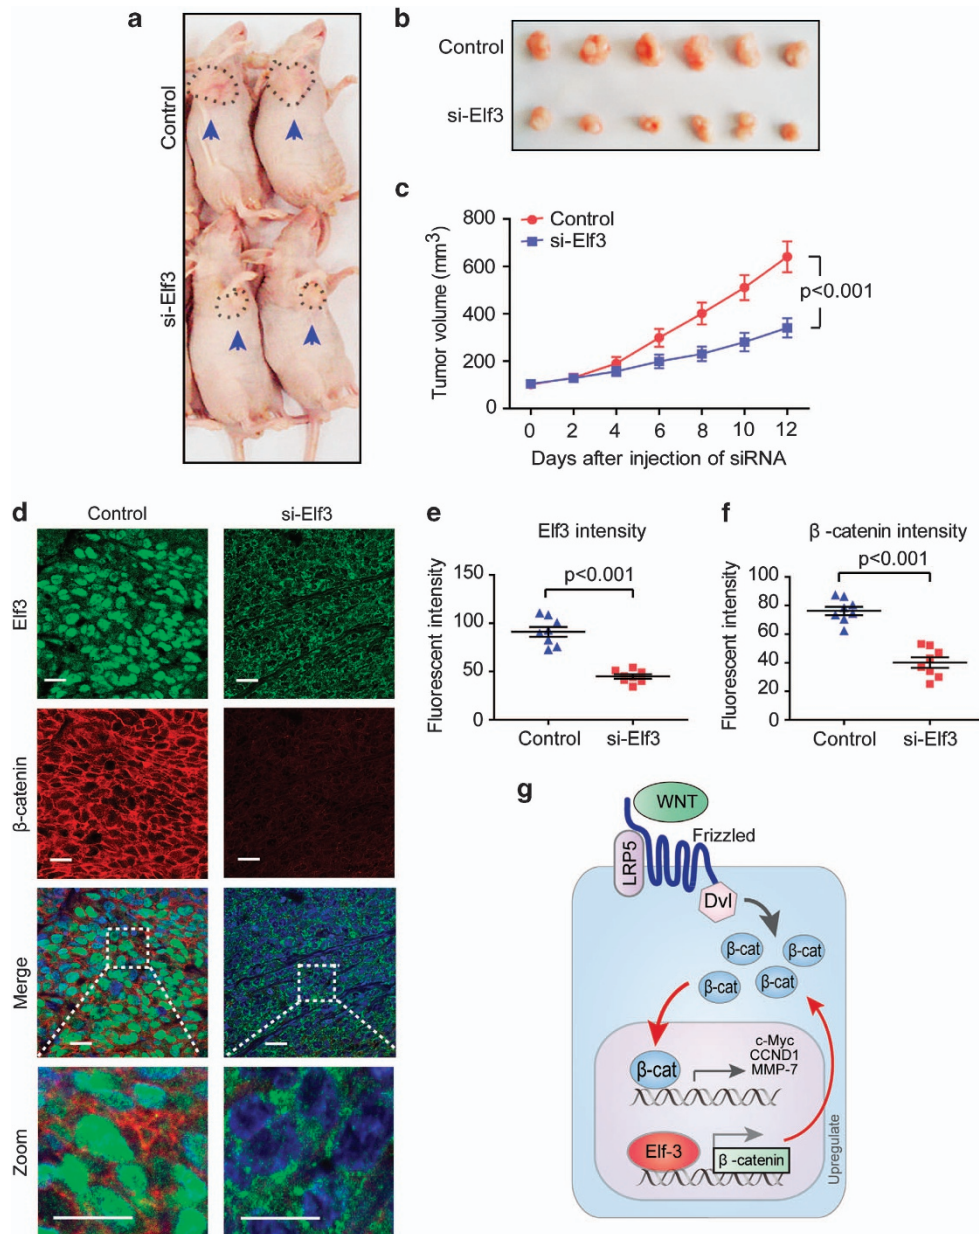 a
Control
si-Elf3
b
Control
si-Elf3
c
Control
si-Elf3
Tumor volume (mm³)
800
600
400
200
0
p<0.001
0 2 4 6 8 10 12
Days after injection of siRNA
d
Control si-Elf3
Elf3
β-catenin
Merge
Zoom
e
Elf3 intensity
p<0.001
Fluorescent intensity
150
100
50
0
Control si-Elf3
f
β -catenin intensity
p<0.001
Fluorescent intensity
100
80
60
40
20
0
Control si-Elf3
g
WNT
Frizzled
LRP5
Dvl
β-cat
β-cat
β-cat
β-cat
β-cat
c-Myc
CCND1
MMP-7
Elf-3
β -catenin
Upregulate